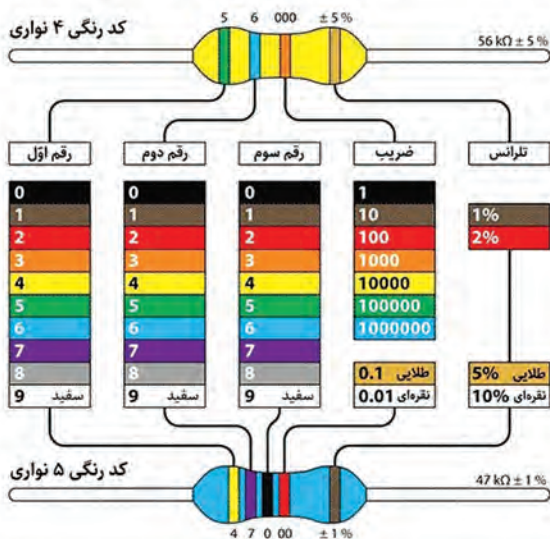 کد رنگی ۴ نواری
5 6 000 ± 5 %
56 kΩ ± 5 %
رقم اوّل رقم دوم رقم سوم ضریب تلرانس
0 0 0 1
1 1 1 10 1%
2 2 2 100 2%
3 3 3 1000
4 4 4 10000
5 5 5 100000
6 6 6 1000000
7 7 7
8 8 8 0.1 طلایی 5% طلایی
9 سفید 9 سفید 9 سفید 0.01 نقره‌ای 10% نقره‌ای
کد رنگی ۵ نواری
47 kΩ ± 1 %
4 7 0 00 ± 1 %